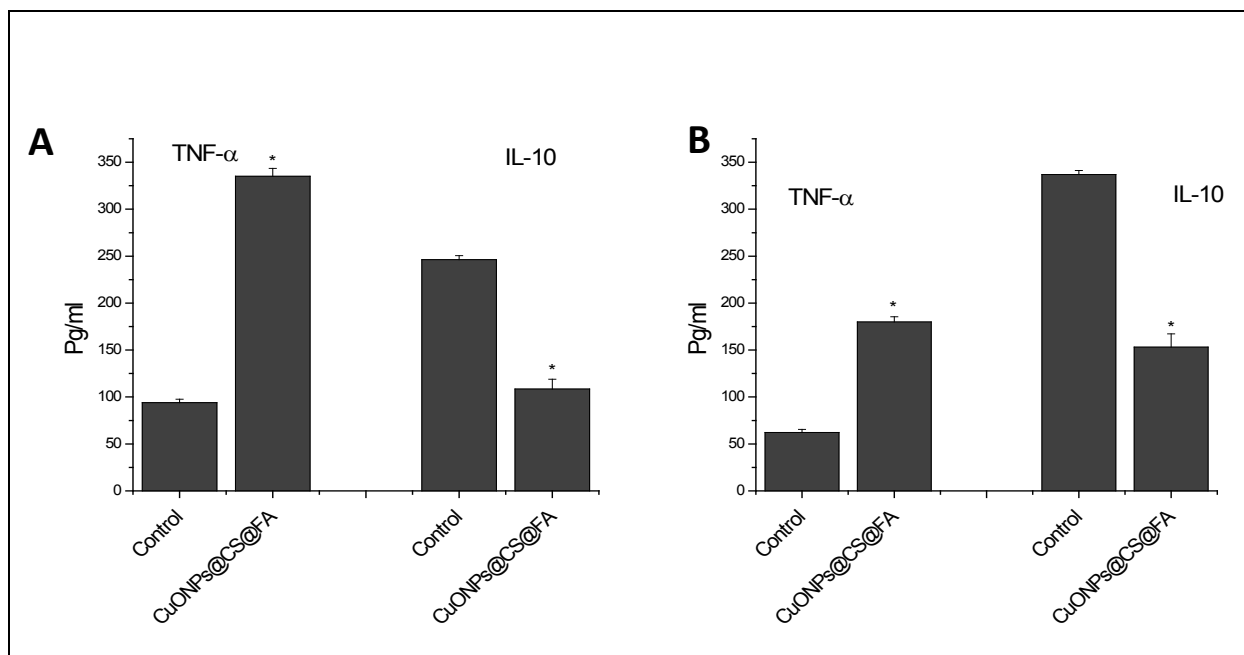 A
TNF-α
*
IL-10
350
300
250
200
150
100
50
0
Pg/ml
*
Control
CuONPs@CS@FA
Control
CuONPs@CS@FA
B
TNF-α
IL-10
350
300
250
200
150
100
50
0
Pg/ml
*
*
Control
CuONPs@CS@FA
Control
CuONPs@CS@FA